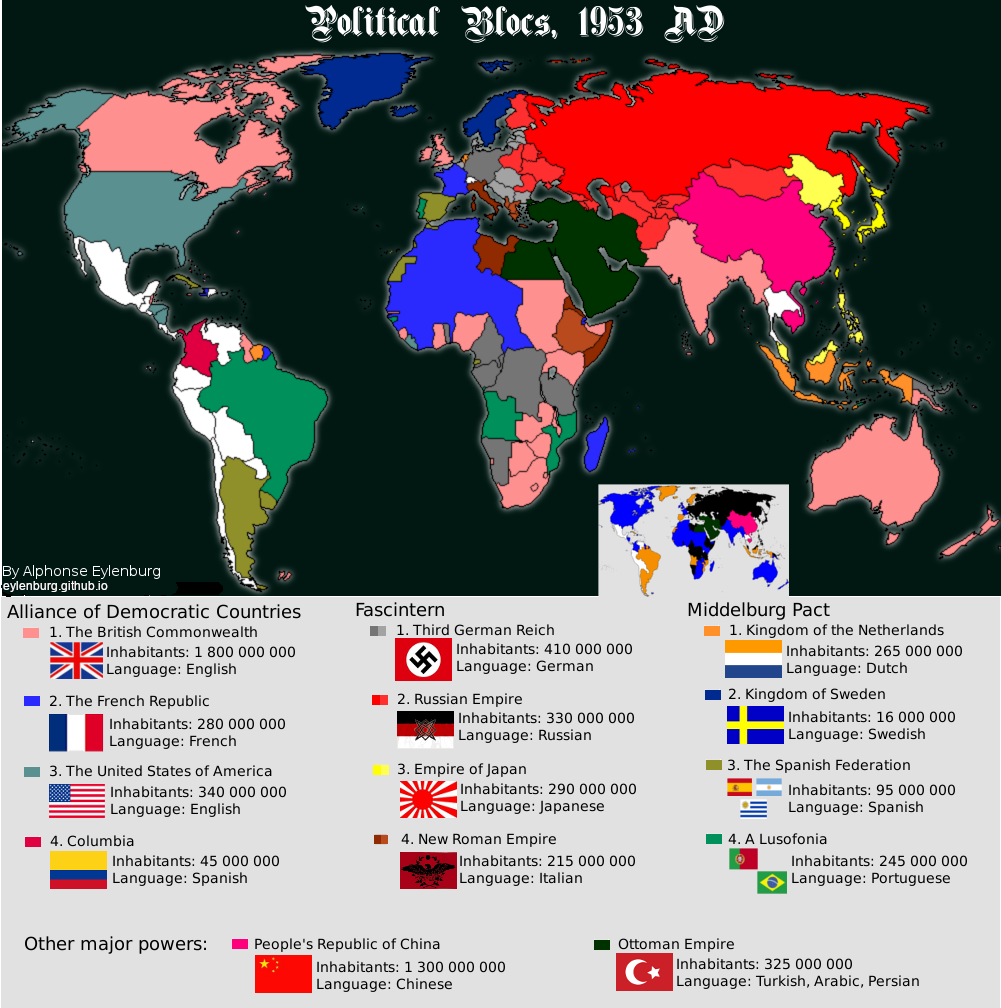 Political Blocs, 1953 AD
By Alphonse Eylenburg
eylenburg.github.io
Alliance of Democratic Countries
1. The British Commonwealth
Inhabitants: 1 800 000 000
Language: English
2. The French Republic
Inhabitants: 280 000 000
Language: French
3. The United States of America
Inhabitants: 340 000 000
Language: English
4. Columbia
Inhabitants: 45 000 000
Language: Spanish
Fascintern
1. Third German Reich
Inhabitants: 410 000 000
Language: German
2. Russian Empire
Inhabitants: 330 000 000
Language: Russian
3. Empire of Japan
Inhabitants: 290 000 000
Language: Japanese
4. New Roman Empire
Inhabitants: 215 000 000
Language: Italian
Middelburg Pact
1. Kingdom of the Netherlands
Inhabitants: 265 000 000
Language: Dutch
2. Kingdom of Sweden
Inhabitants: 16 000 000
Language: Swedish
3. The Spanish Federation
Inhabitants: 95 000 000
Language: Spanish
4. A Lusofonia
Inhabitants: 245 000 000
Language: Portuguese
Other major powers:
People's Republic of China
Inhabitants: 1 300 000 000
Language: Chinese
Ottoman Empire
Inhabitants: 325 000 000
Language: Turkish, Arabic, Persian